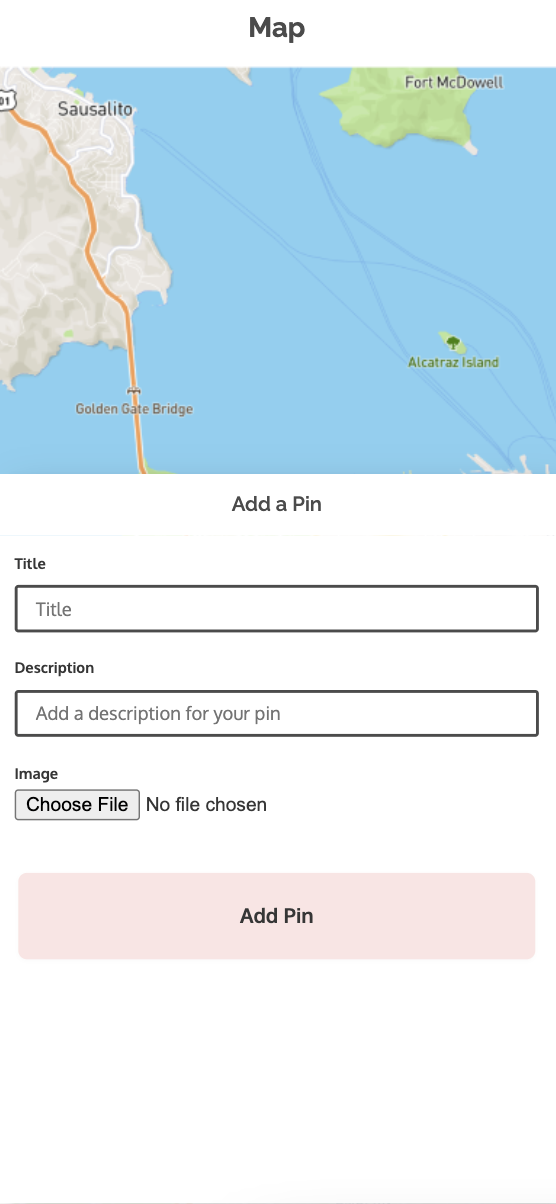 Map
Fort McDowell
01
Sausalito
Alcatraz Island
Golden Gate Bridge
Add a Pin
Title
Title
Description
Add a description for your pin
Image
Choose File No file chosen
Add Pin